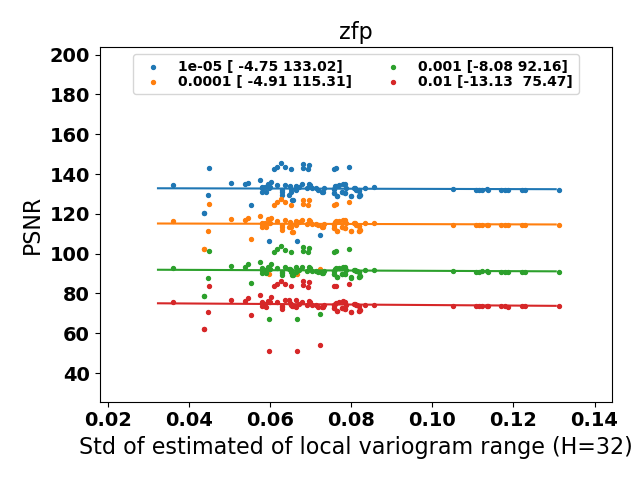 zfp
1e-05 [ -4.75 133.02]
0.0001 [ -4.91 115.31]
0.001 [-8.08 92.16]
0.01 [-13.13  75.47]
PSNR
200
180
160
140
120
100
80
60
40
0.02 0.04 0.06 0.08 0.10 0.12 0.14
Std of estimated of local variogram range (H=32)